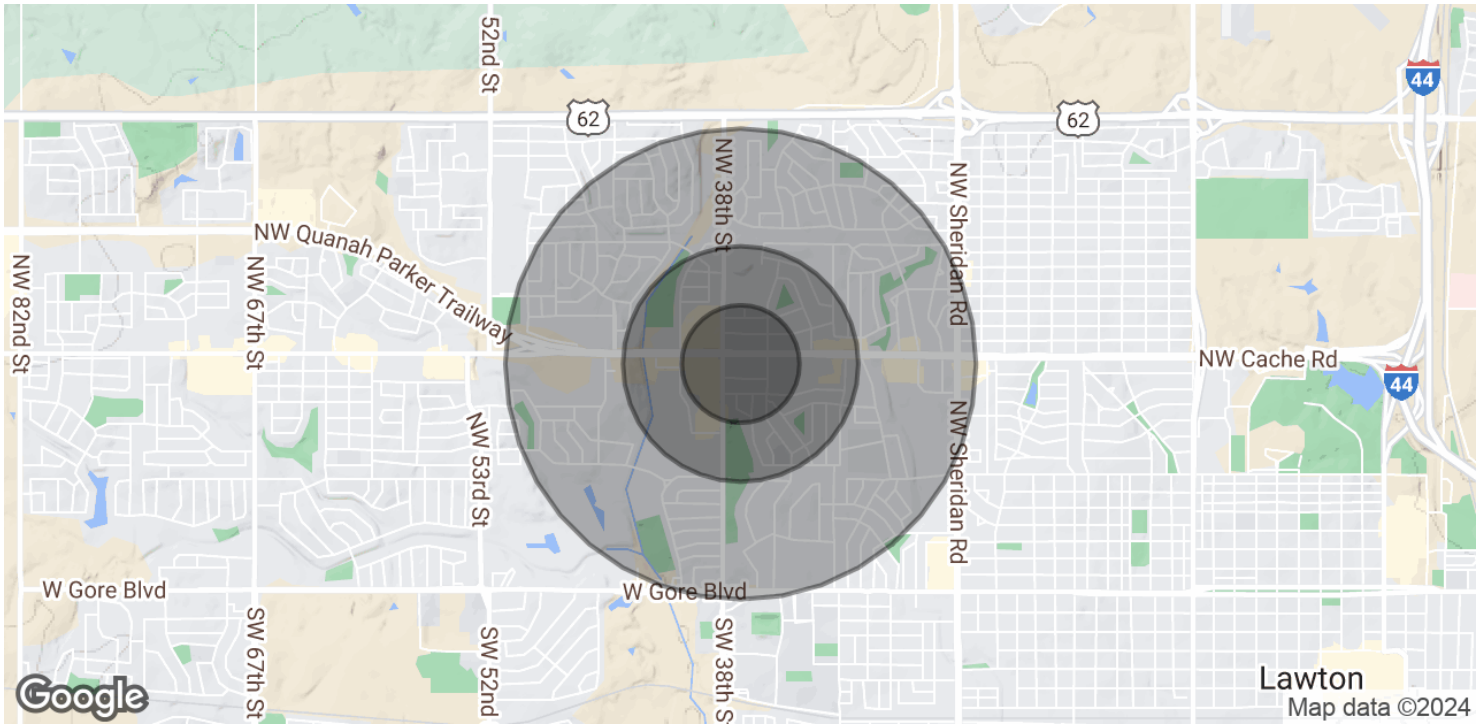 52nd St
44
62
62
NW 38th St
NW Sheridan Rd
NW Quanah Parker Trailway
NW 82nd St
NW 67th St
NW Cache Rd
44
NW 53rd St
NW Sheridan Rd
W Gore Blvd
W Gore Blvd
SW 67th St
SW 52nd
SW 38th S
Lawton
Google
Map data ©2024